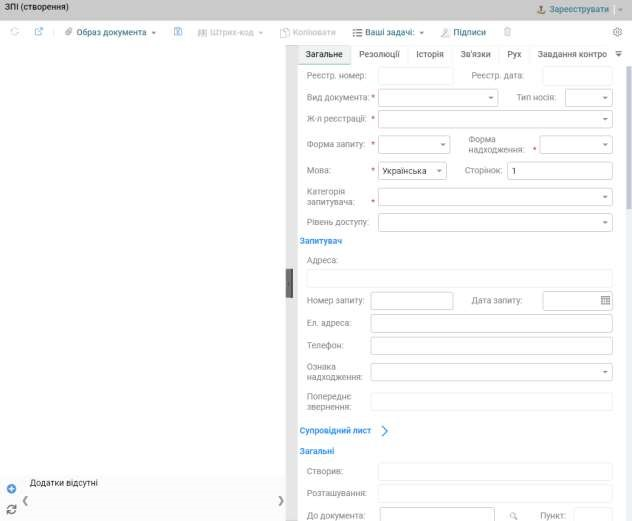 ЗПІ (створення)
Зареєструвати
Образ документа
Штрих-код
Копіювати
Ваші задачі:
Підписи
Загальне Резолюції Історія Зв'язки Рух Завдання контро
Реєстр. номер: Реєстр. дата:
Вид документа:* Тип носія:
Ж-л реєстрації: *
Форма запиту: * Форма
надходження: *
Мова: * Українська Сторінок: 1
Категорія
запитувача: *
Рівень доступу:
Запитувач
Адреса:
Номер запиту: Дата запиту:
Ел. адреса:
Телефон:
Ознака
надходження:
Попереднє
звернення:
Супровідний лист
Загальні
Створив:
Розташування:
До документа: Пункт:
Додатки відсутні